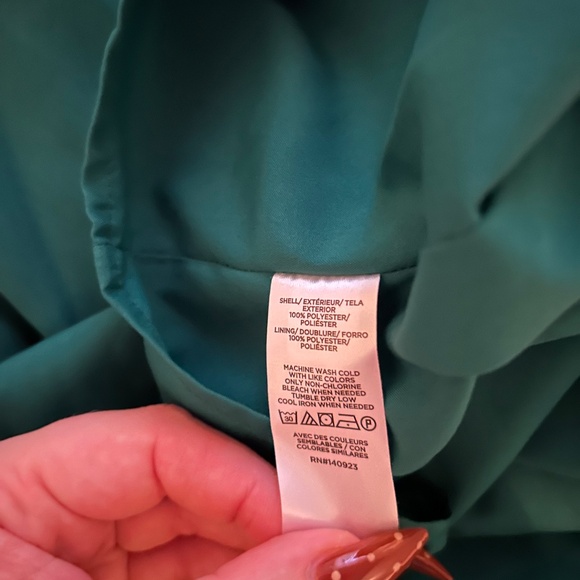 SHELL/ EXTÉRIEUR/ TELA
EXTERIOR
100% POLYESTER/
POLIÉSTER
LINING/ DOUBLURE/ FORRO
100% POLYESTER/
POLIÉSTER
MACHINE WASH COLD
WITH LIKE COLORS
ONLY NON-CHLORINE
BLEACH WHEN NEEDED
TUMBLE DRY LOW
COOL IRON WHEN NEEDED
30 P
AVEC DES COULEURS
SEMBLABLES / CON
COLORES SIMILARES
RN#140923